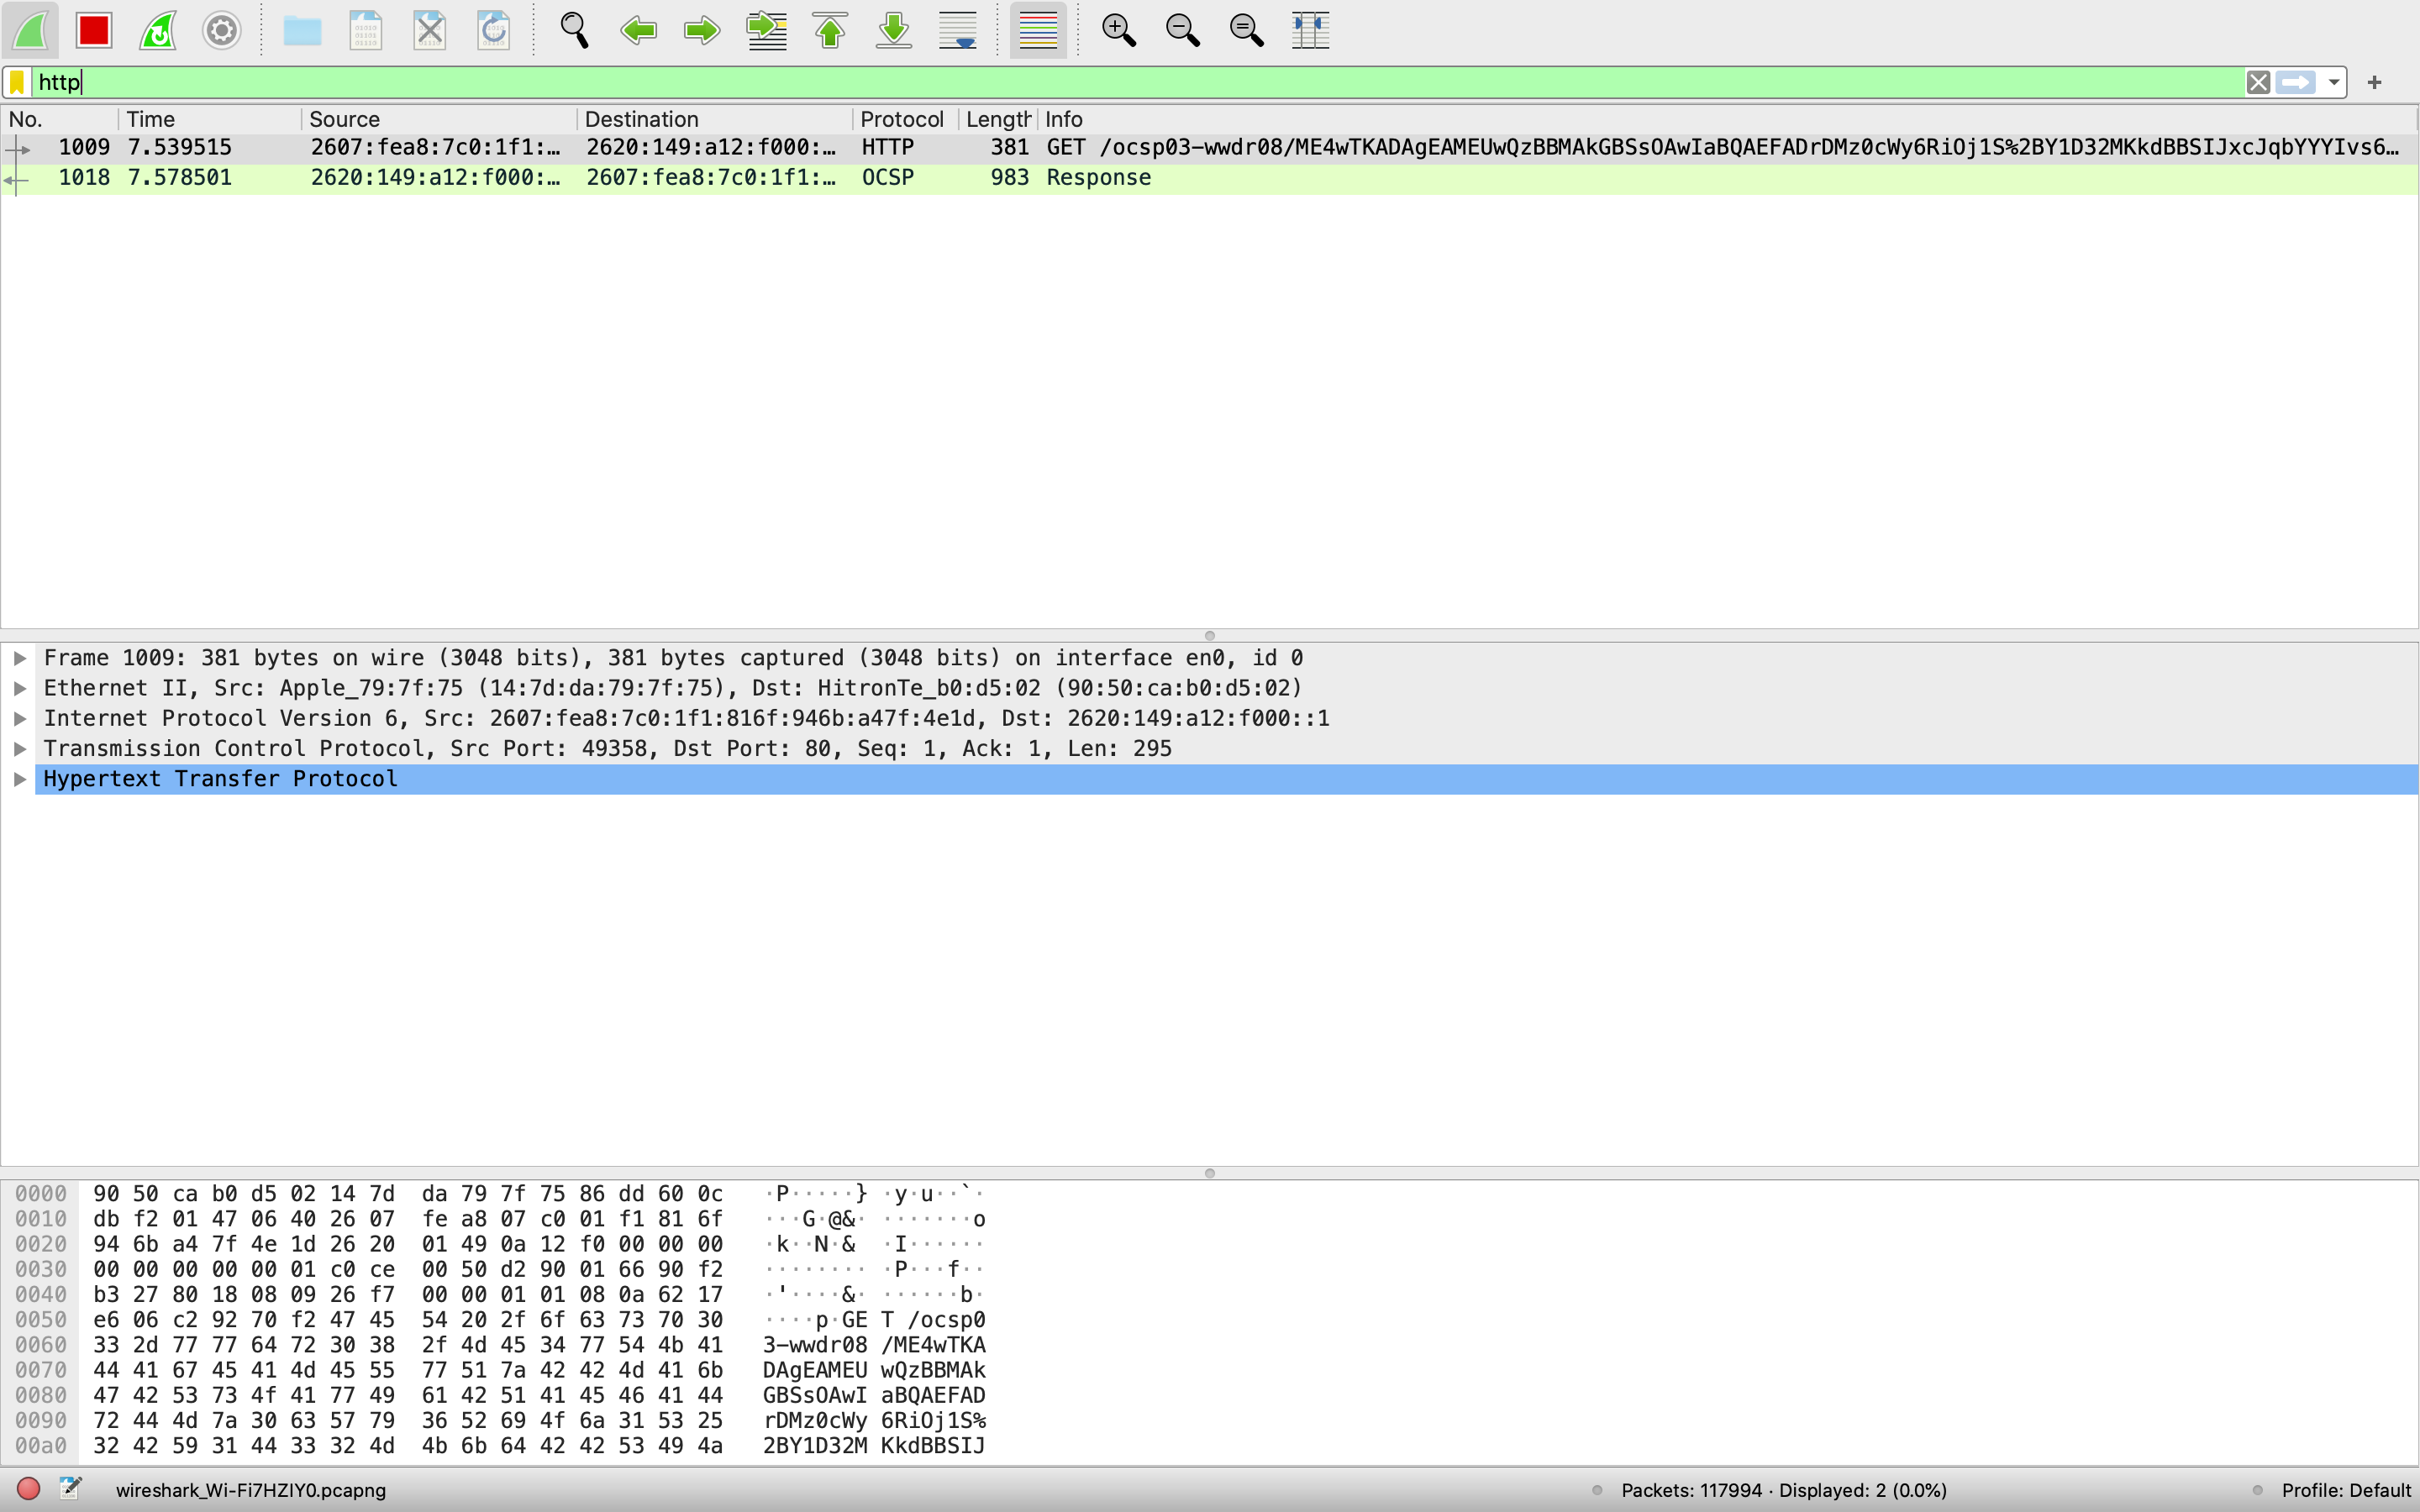 http
No. Time Source Destination Protocol Length Info
1009 7.539515 2607:fea8:7c0:1f1:… 2620:149:a12:f000:… HTTP 381 GET /ocsp03-wwdr08/ME4wTKADAgEAMEUwQzBBMAkGBSsOAwIaBQAEFADrDMz0cWy6RiOj1S%2BY1D32MKkdBBSIJxcJqbYYYIvs6…
1018 7.578501 2620:149:a12:f000:… 2607:fea8:7c0:1f1:… OCSP 983 Response
Frame 1009: 381 bytes on wire (3048 bits), 381 bytes captured (3048 bits) on interface en0, id 0
Ethernet II, Src: Apple_79:7f:75 (14:7d:da:79:7f:75), Dst: HitronTe_b0:d5:02 (90:50:ca:b0:d5:02)
Internet Protocol Version 6, Src: 2607:fea8:7c0:1f1:816f:946b:a47f:4e1d, Dst: 2620:149:a12:f000::1
Transmission Control Protocol, Src Port: 49358, Dst Port: 80, Seq: 1, Ack: 1, Len: 295
Hypertext Transfer Protocol
0000 90 50 ca b0 d5 02 14 7d da 79 7f 75 86 dd 60 0c ·P·····} ·y·u··`·
0010 db f2 01 47 06 40 26 07 fe a8 07 c0 01 f1 81 6f ···G·@&· ·······o
0020 94 6b a4 7f 4e 1d 26 20 01 49 0a 12 f0 00 00 00 ·k··N·& ·I······
0030 00 00 00 00 00 01 c0 ce 00 50 d2 90 01 66 90 f2 ········ ·P···f··
0040 b3 27 80 18 08 09 26 f7 00 00 01 01 08 0a 62 17 ·'····&· ······b·
0050 e6 06 c2 92 70 f2 47 45 54 20 2f 6f 63 73 70 30 ····p·GE T /ocsp0
0060 33 2d 77 77 64 72 30 38 2f 4d 45 34 77 54 4b 41 3-wwdr08 /ME4wTKA
0070 44 41 67 45 41 4d 45 55 77 51 7a 42 42 4d 41 6b DAgEAMEU wQzBBMAk
0080 47 42 53 73 4f 41 77 49 61 42 51 41 45 46 41 44 GBSsOAwI aBQAEFAD
0090 72 44 4d 7a 30 63 57 79 36 52 69 4f 6a 31 53 25 rDMz0cWy 6RiOj1S%
00a0 32 42 59 31 44 33 32 4d 4b 6b 64 42 42 53 49 4a 2BY1D32M KkdBBSIJ
wireshark_Wi-Fi7HZIY0.pcapng Packets: 117994 · Displayed: 2 (0.0%) Profile: Default